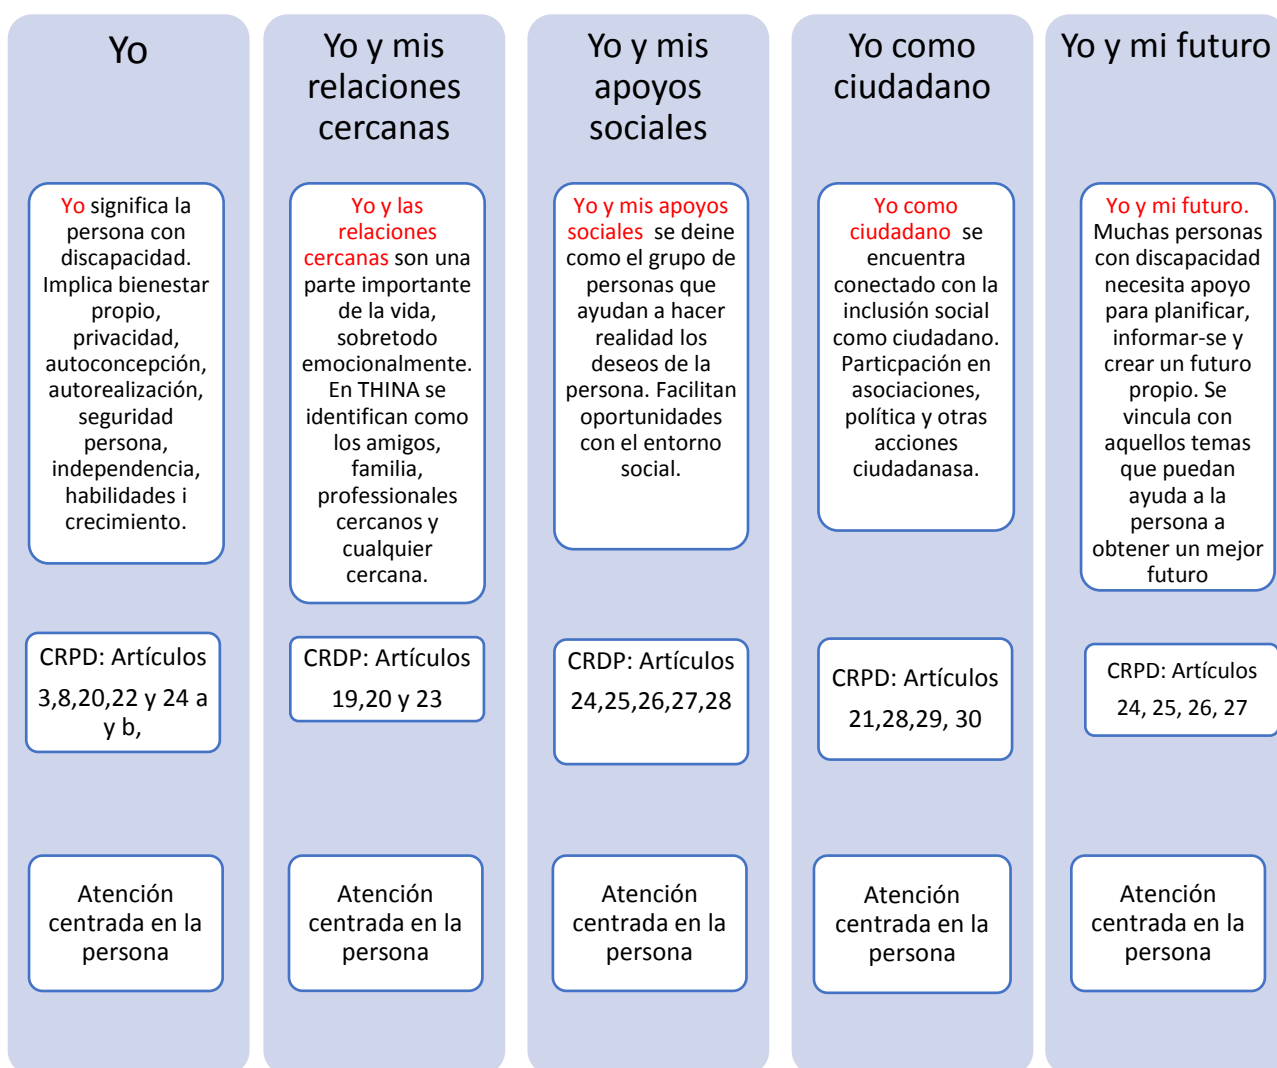 Yo
Yo significa la
persona con
discapacidad.
Implica bienestar
propio,
privacidad,
autoconcepción,
autorealización,
seguridad
persona,
independencia,
habilidades i
crecimiento.
CRPD: Artículos
3,8,20,22 y 24 a
y b,
Atención
centrada en la
persona
Yo y mis
relaciones
cercanas
Yo y las
relaciones
cercanas son una
parte importante
de la vida,
sobretodo
emocionalmente.
En THINA se
identifican como
los amigos,
familia,
professionales
cercanos y
cualquier
cercana.
CRDP: Artículos
19,20 y 23
Atención
centrada en la
persona
Yo y mis
apoyos
sociales
Yo y mis apoyos
sociales se deine
como el grupo de
personas que
ayudan a hacer
realidad los
deseos de la
persona. Facilitan
oportunidades
con el entorno
social.
CRDP: Artículos
24,25,26,27,28
Atención
centrada en la
persona
Yo como
ciudadano
Yo como
ciudadano se
encuentra
conectado con la
inclusión social
como ciudadano.
Particpación en
asociaciones,
política y otras
acciones
ciudadanasa.
CRPD: Artículos
21,28,29, 30
Atención
centrada en la
persona
Yo y mi futuro
Yo y mi futuro.
Muchas personas
con discapacidad
necesita apoyo
para planificar,
informar-se y
crear un futuro
propio. Se
vincula con
aquellos temas
que puedan
ayuda a la
persona a
obtener un mejor
futuro
CRPD: Artículos
24, 25, 26, 27
Atención
centrada en la
persona